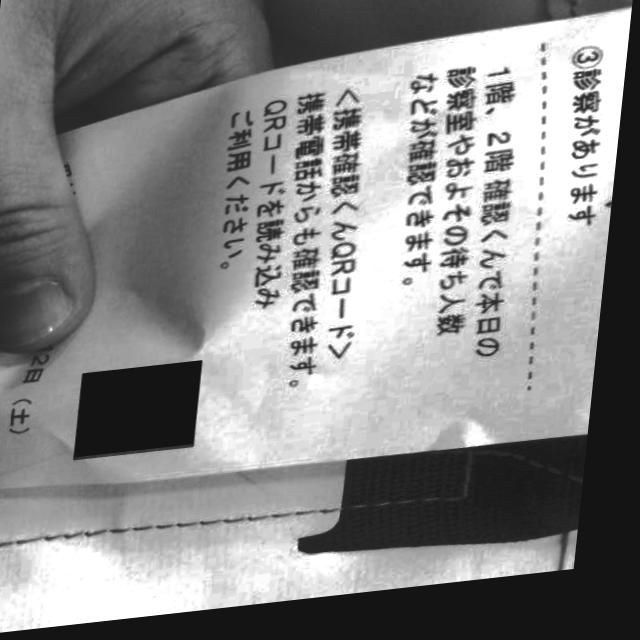 ③診察があります
1階、2階 確認くんで本日の
診察室やおよその待ち人数
などが確認できます。
<携帯確認くんQRコード>
携帯電話からも確認できます。
QRコードを読み込み
ご利用ください。
2日 (土)